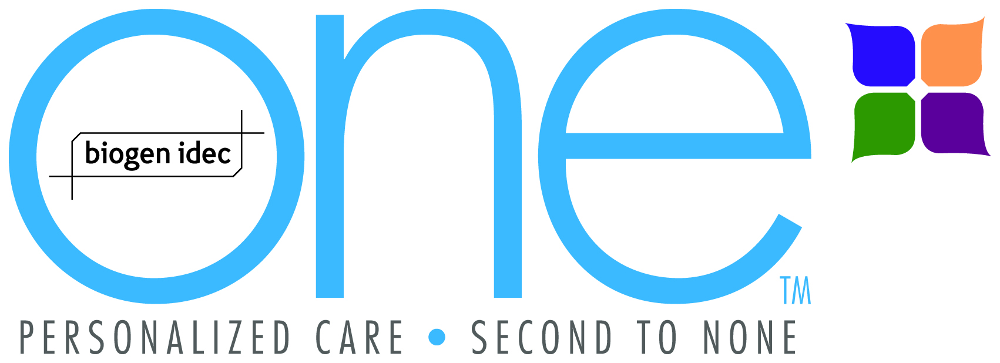 one
biogen idec
TM
PERSONALIZED CARE • SECOND TO NONE